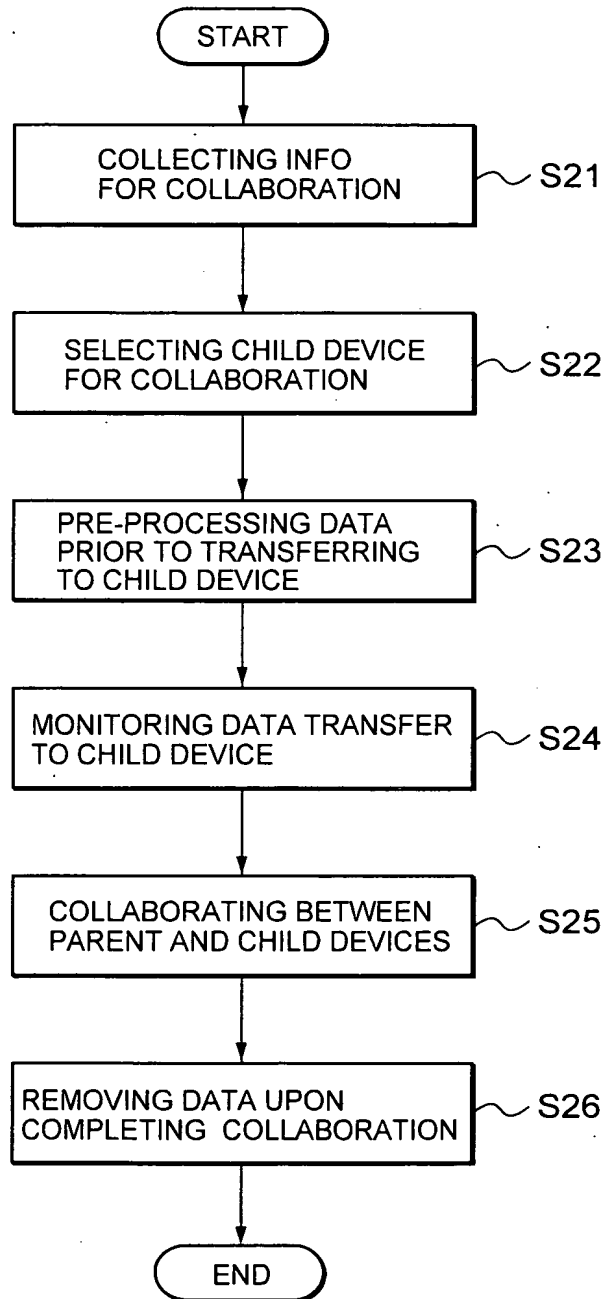 START
COLLECTING INFO
FOR COLLABORATION
S21
SELECTING CHILD DEVICE
FOR COLLABORATION
S22
PRE-PROCESSING DATA
PRIOR TO TRANSFERRING
TO CHILD DEVICE
S23
MONITORING DATA TRANSFER
TO CHILD DEVICE
S24
COLLABORATING BETWEEN
PARENT AND CHILD DEVICES
S25
REMOVING DATA UPON
COMPLETING COLLABORATION
S26
END